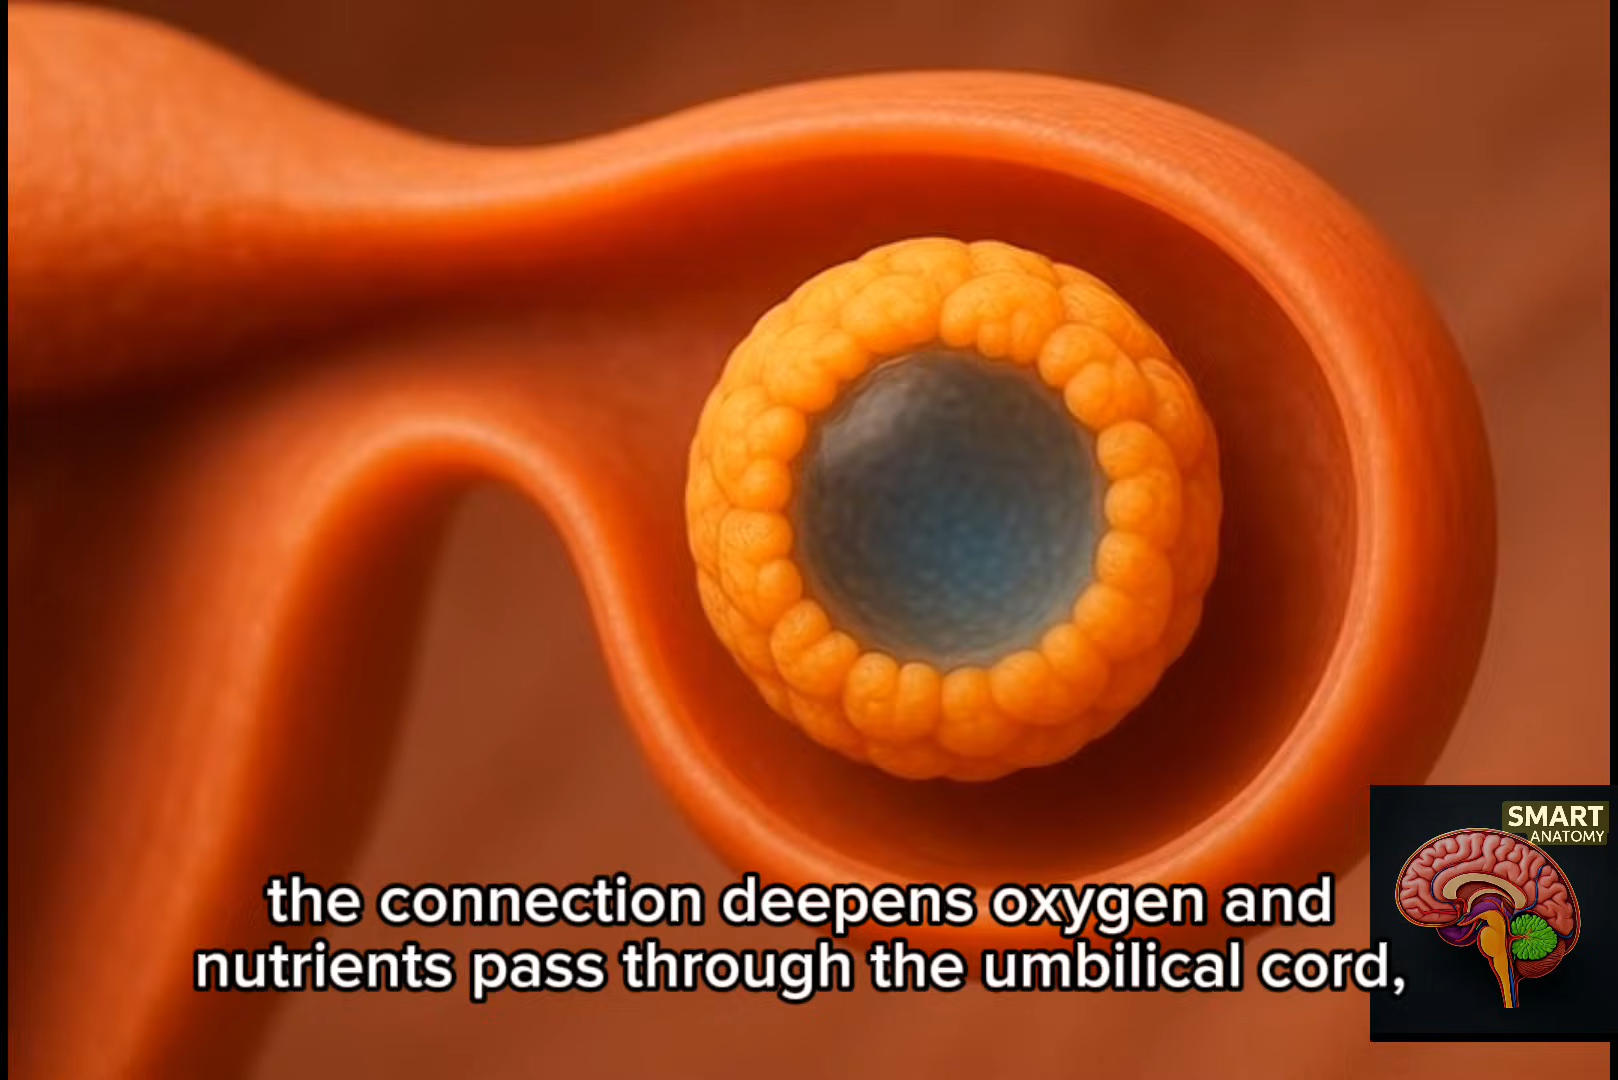 SMART
ANATOMY
the connection deepens oxygen and
nutrients pass through the umbilical cord,